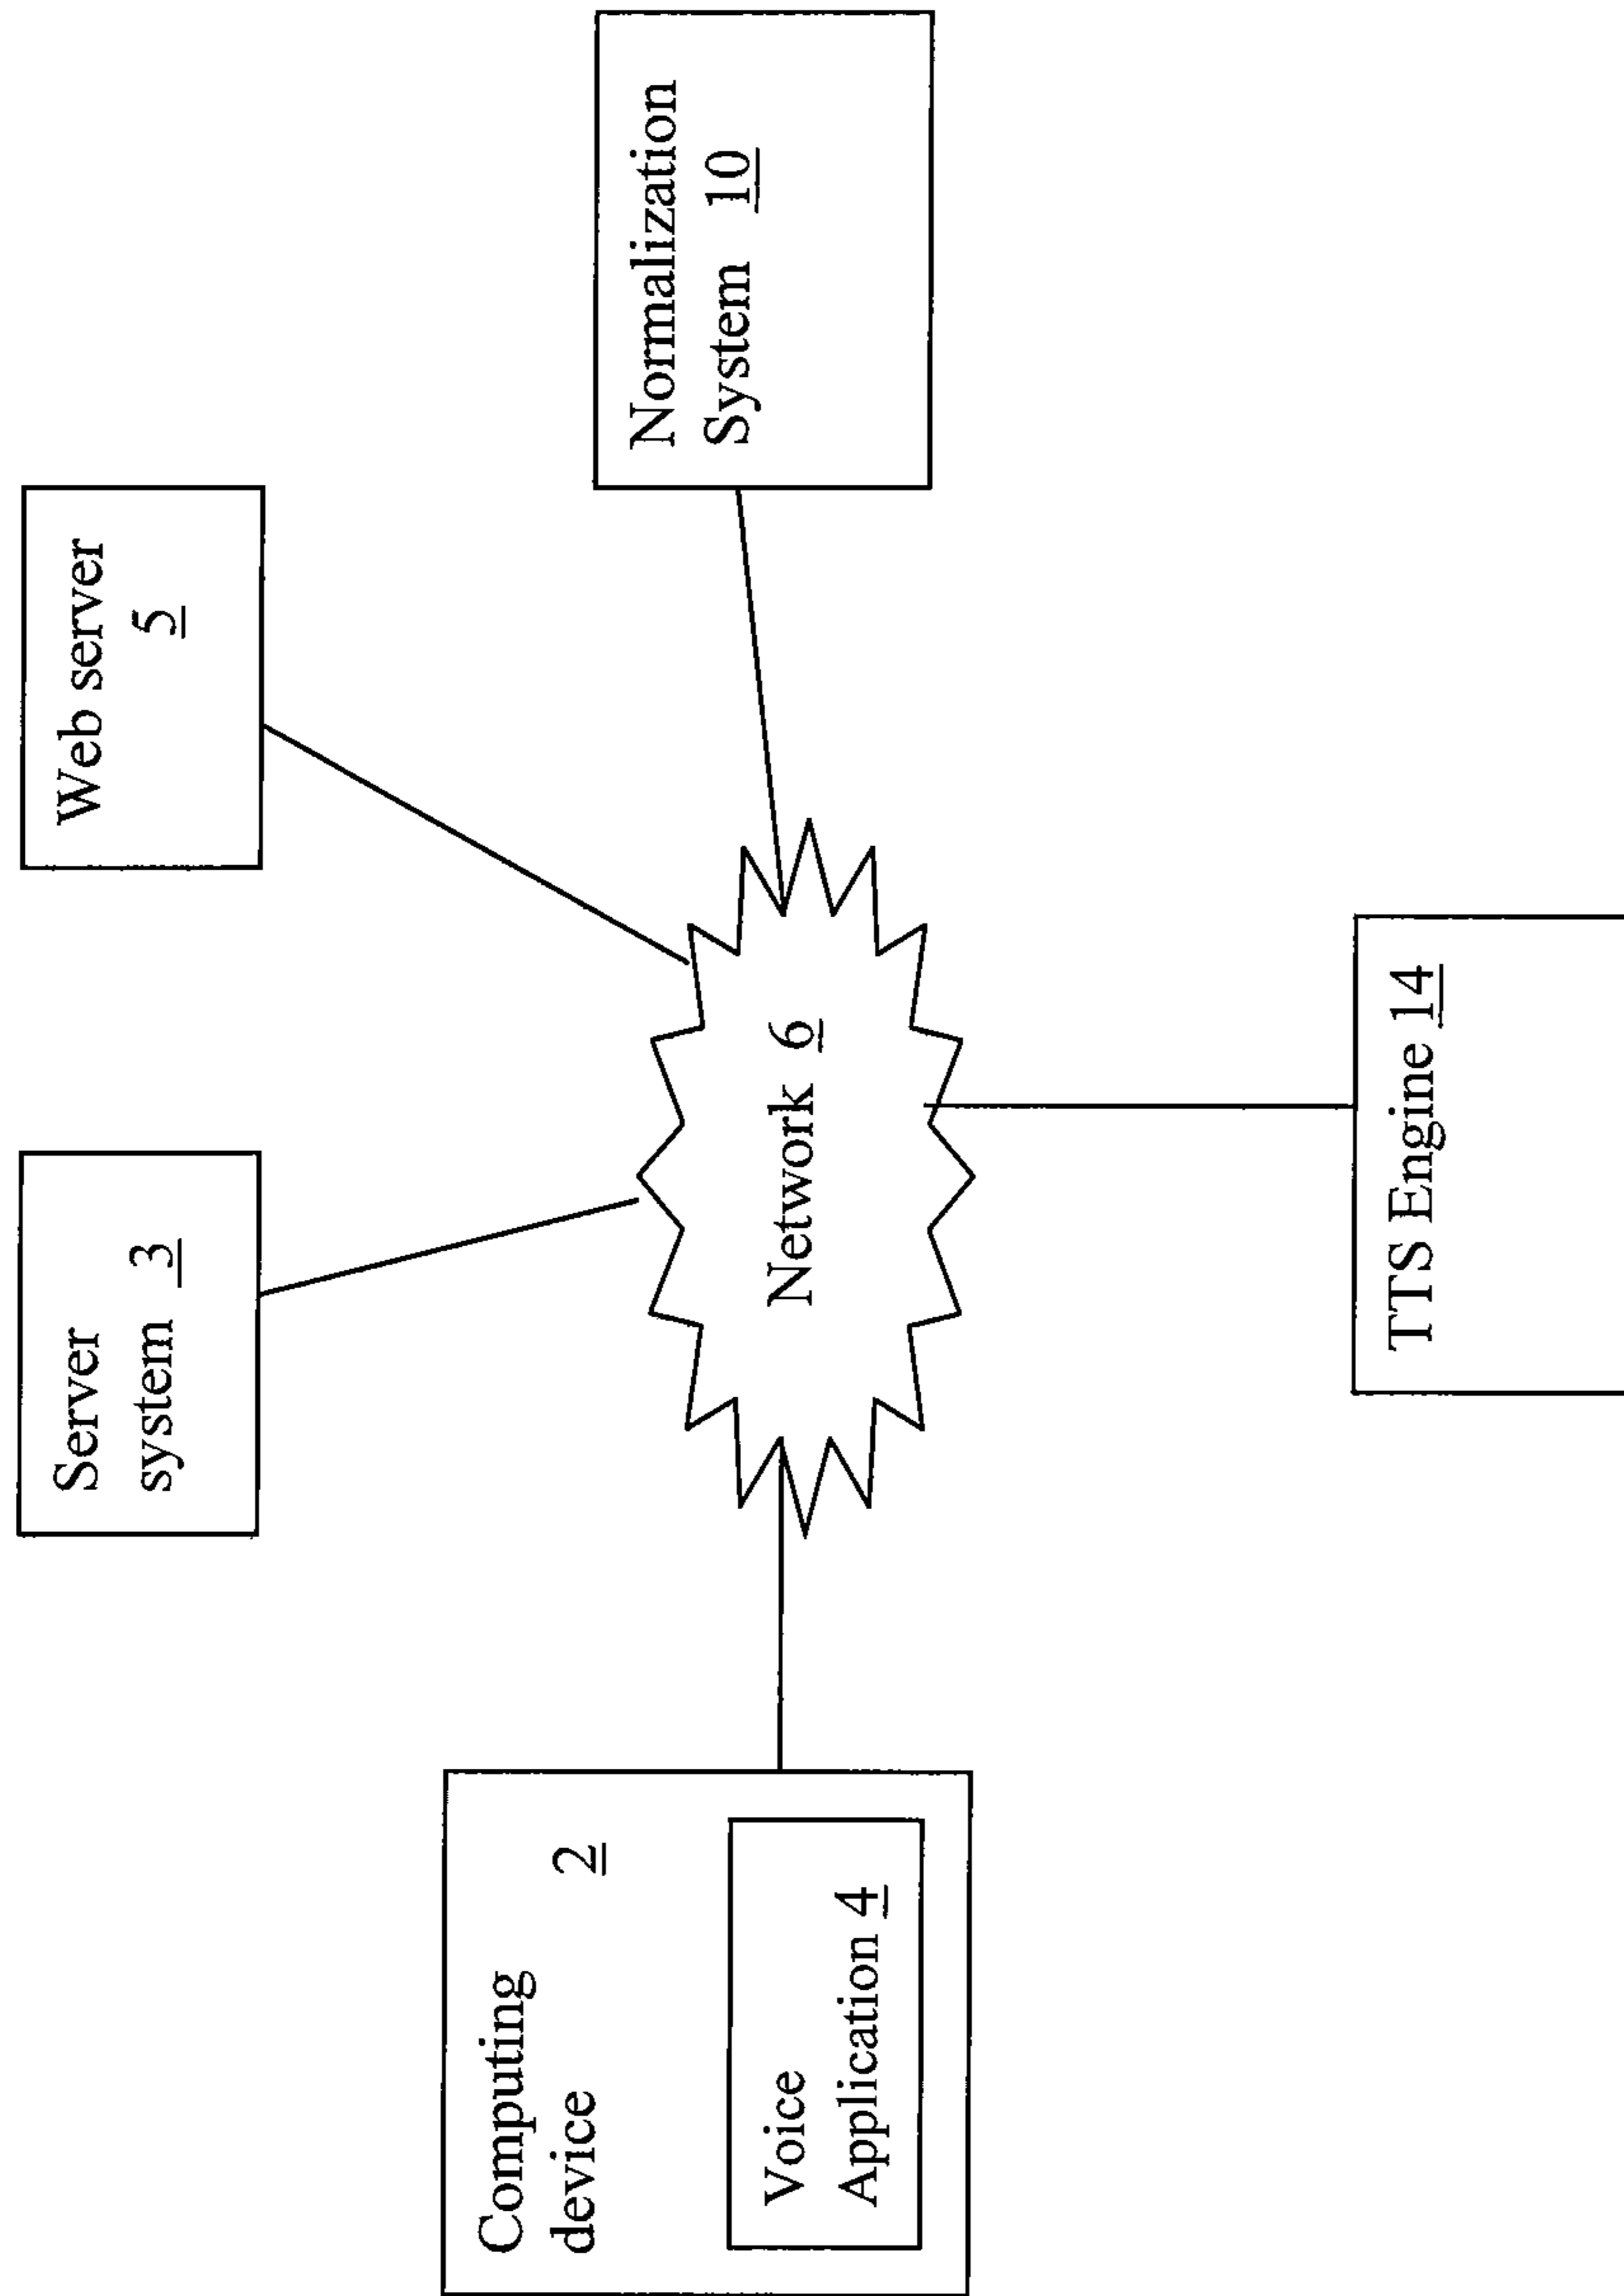 Server
system 3
Web server
5
Computing
device 2
Voice
Application 4
Network 6
Normalization
System 10
TTS Engine 14